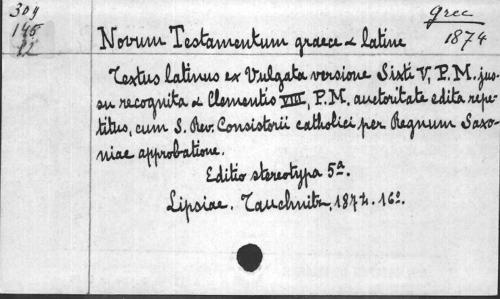 309
145
22
Grec
1874
Novum Testamentum graece & latine
Textus latinus ex Vulgata versione Sixti V, P.M. jus-
su recognita & Clementis VIII, P.M. auctoritate edita repe-
titus, cum S. Rev. Consistorii catholici per Regnum Saxo-
niae approbatione.
Editio stereotypa 5a.
Lipsiae. Tauchnitz, 1874. 16o.